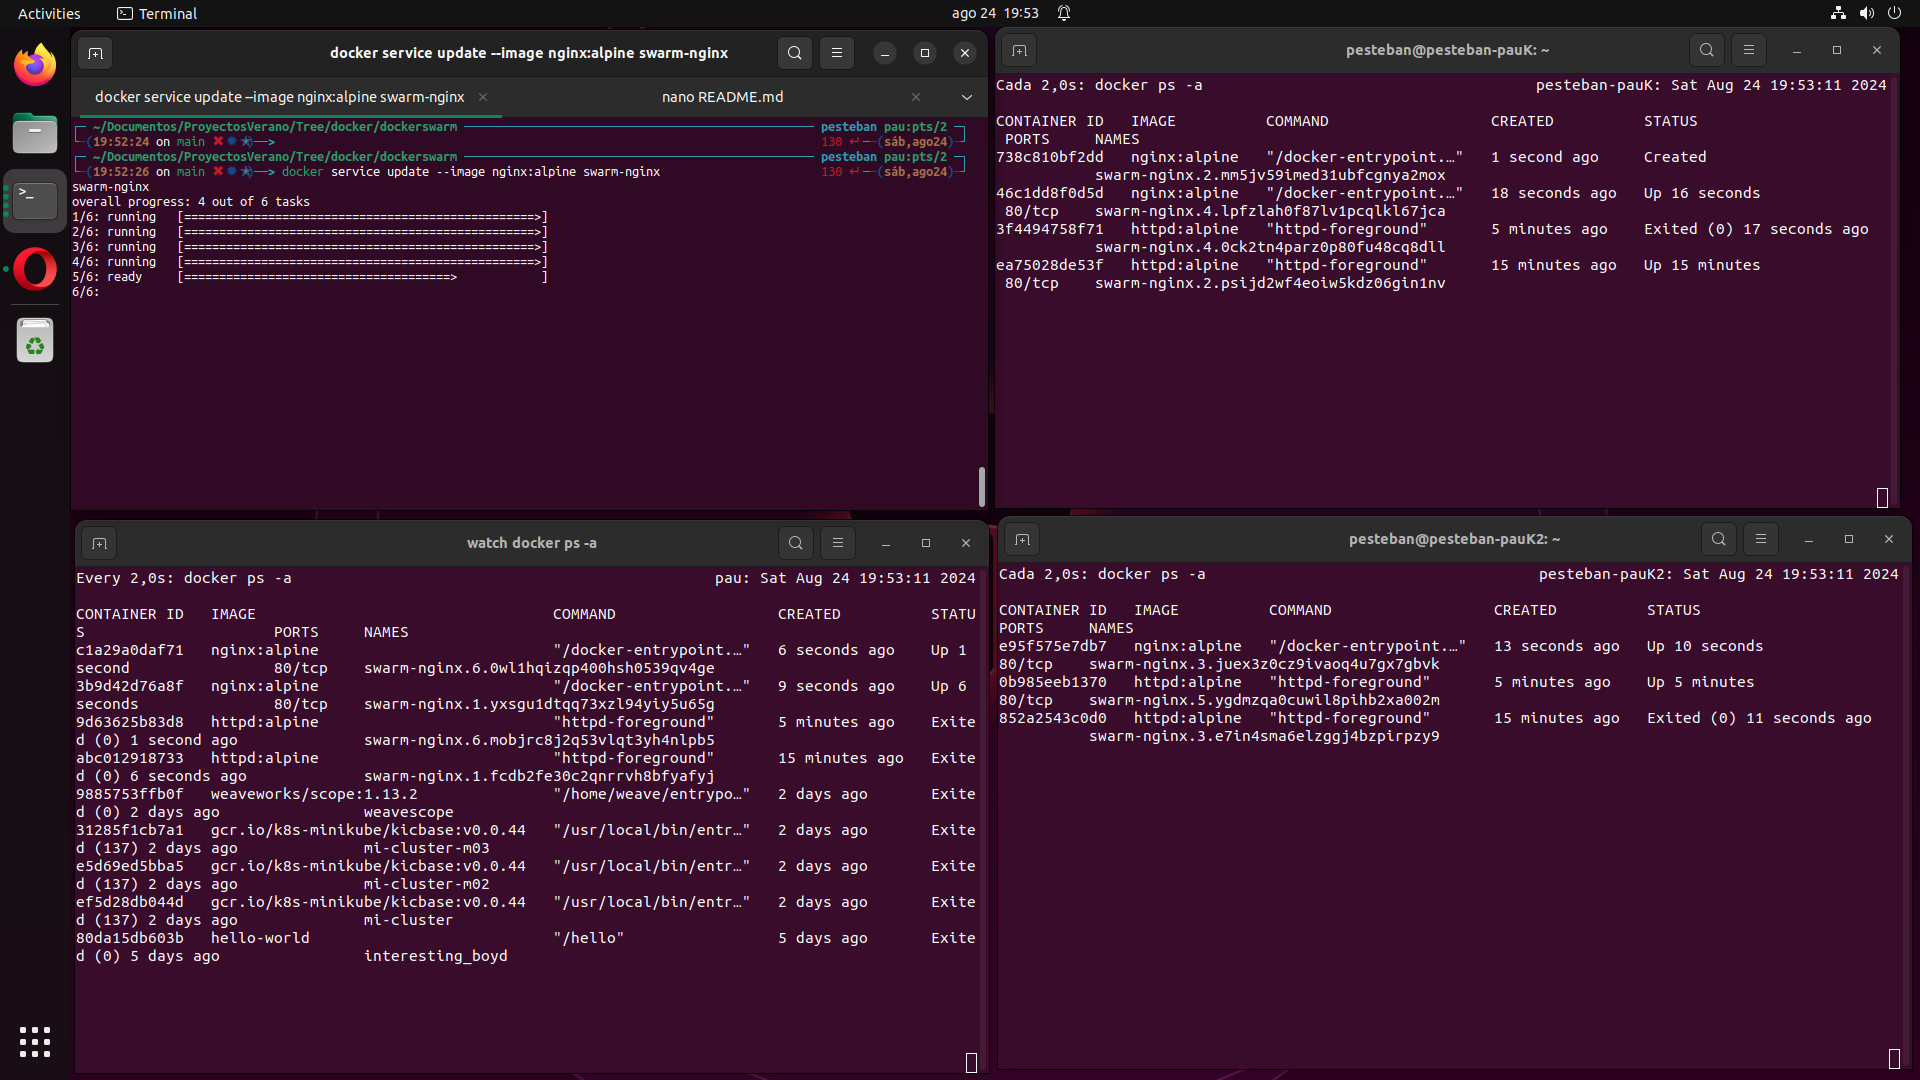 Activities
Terminal
ago 24 19:53
docker service update --image nginx:alpine swarm-nginx
docker service update --image nginx:alpine swarm-nginx
nano README.md
~/Documentos/ProyectosVerano/Tree/docker/dockerswarm pesteban pau:pts/2
(19:52:24 on main ✖ ✹ ✭)──> 130 ↵ ──(sáb,ago24)
~/Documentos/ProyectosVerano/Tree/docker/dockerswarm pesteban pau:pts/2
(19:52:26 on main ✖ ✹ ✭)──> docker service update --image nginx:alpine swarm-nginx 130 ↵ ──(sáb,ago24)
swarm-nginx
overall progress: 4 out of 6 tasks
1/6: running [==================================================>]
2/6: running [==================================================>]
3/6: running [==================================================>]
4/6: running [==================================================>]
5/6: ready [======================================> ]
6/6:
pesteban@pesteban-pauK: ~
Cada 2,0s: docker ps -a pesteban-pauK: Sat Aug 24 19:53:11 2024
CONTAINER ID IMAGE COMMAND CREATED STATUS
PORTS NAMES
738c810bf2dd nginx:alpine "/docker-entrypoint.…" 1 second ago Created
swarm-nginx.2.mm5jv59imed31ubfcgnya2mox
46c1dd8f0d5d nginx:alpine "/docker-entrypoint.…" 18 seconds ago Up 16 seconds
80/tcp swarm-nginx.4.lpfzlah0f87lv1pcqlkl67jca
3f4494758f71 httpd:alpine "httpd-foreground" 5 minutes ago Exited (0) 17 seconds ago
swarm-nginx.4.0ck2tn4parz0p80fu48cq8dll
ea75028de53f httpd:alpine "httpd-foreground" 15 minutes ago Up 15 minutes
80/tcp swarm-nginx.2.psijd2wf4eoiw5kdz06gin1nv
watch docker ps -a
Every 2,0s: docker ps -a pau: Sat Aug 24 19:53:11 2024
CONTAINER ID IMAGE COMMAND CREATED STATU
S PORTS NAMES
c1a29a0daf71 nginx:alpine "/docker-entrypoint.…" 6 seconds ago Up 1
second 80/tcp swarm-nginx.6.0wl1hqizqp400hsh0539qv4ge
3b9d42d76a8f nginx:alpine "/docker-entrypoint.…" 9 seconds ago Up 6
seconds 80/tcp swarm-nginx.1.yxsgu1dtqq73xzl94yiy5u65g
9d63625b83d8 httpd:alpine "httpd-foreground" 5 minutes ago Exite
d (0) 1 second ago swarm-nginx.6.mobjrc8j2q53vlqt3yh4nlpb5
abc012918733 httpd:alpine "httpd-foreground" 15 minutes ago Exite
d (0) 6 seconds ago swarm-nginx.1.fcdb2fe30c2qnrrvh8bfyafyj
9885753ffb0f weaveworks/scope:1.13.2 "/home/weave/entrypo…" 2 days ago Exite
d (0) 2 days ago weavescope
31285f1cb7a1 gcr.io/k8s-minikube/kicbase:v0.0.44 "/usr/local/bin/entr…" 2 days ago Exite
d (137) 2 days ago mi-cluster-m03
e5d69ed5bba5 gcr.io/k8s-minikube/kicbase:v0.0.44 "/usr/local/bin/entr…" 2 days ago Exite
d (137) 2 days ago mi-cluster-m02
ef5d28db044d gcr.io/k8s-minikube/kicbase:v0.0.44 "/usr/local/bin/entr…" 2 days ago Exite
d (137) 2 days ago mi-cluster
80da15db603b hello-world "/hello" 5 days ago Exite
d (0) 5 days ago interesting_boyd
pesteban@pesteban-pauK2: ~
Cada 2,0s: docker ps -a pesteban-pauK2: Sat Aug 24 19:53:11 2024
CONTAINER ID IMAGE COMMAND CREATED STATUS
PORTS NAMES
e95f575e7db7 nginx:alpine "/docker-entrypoint.…" 13 seconds ago Up 10 seconds
80/tcp swarm-nginx.3.juex3z0cz9ivaoq4u7gx7gbvk
0b985eeb1370 httpd:alpine "httpd-foreground" 5 minutes ago Up 5 minutes
80/tcp swarm-nginx.5.ygdmzqa0cuwil8pihb2xa002m
852a2543c0d0 httpd:alpine "httpd-foreground" 15 minutes ago Exited (0) 11 seconds ago
swarm-nginx.3.e7in4sma6elzggj4bzpirpzy9